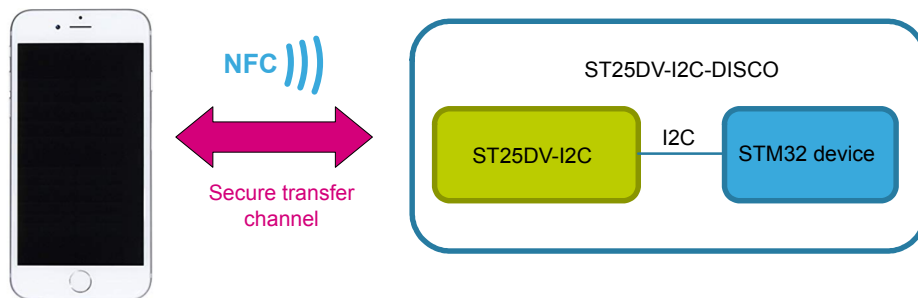 NFC
Secure transfer
channel
ST25DV-I2C-DISCO
ST25DV-I2C
I2C
STM32 device